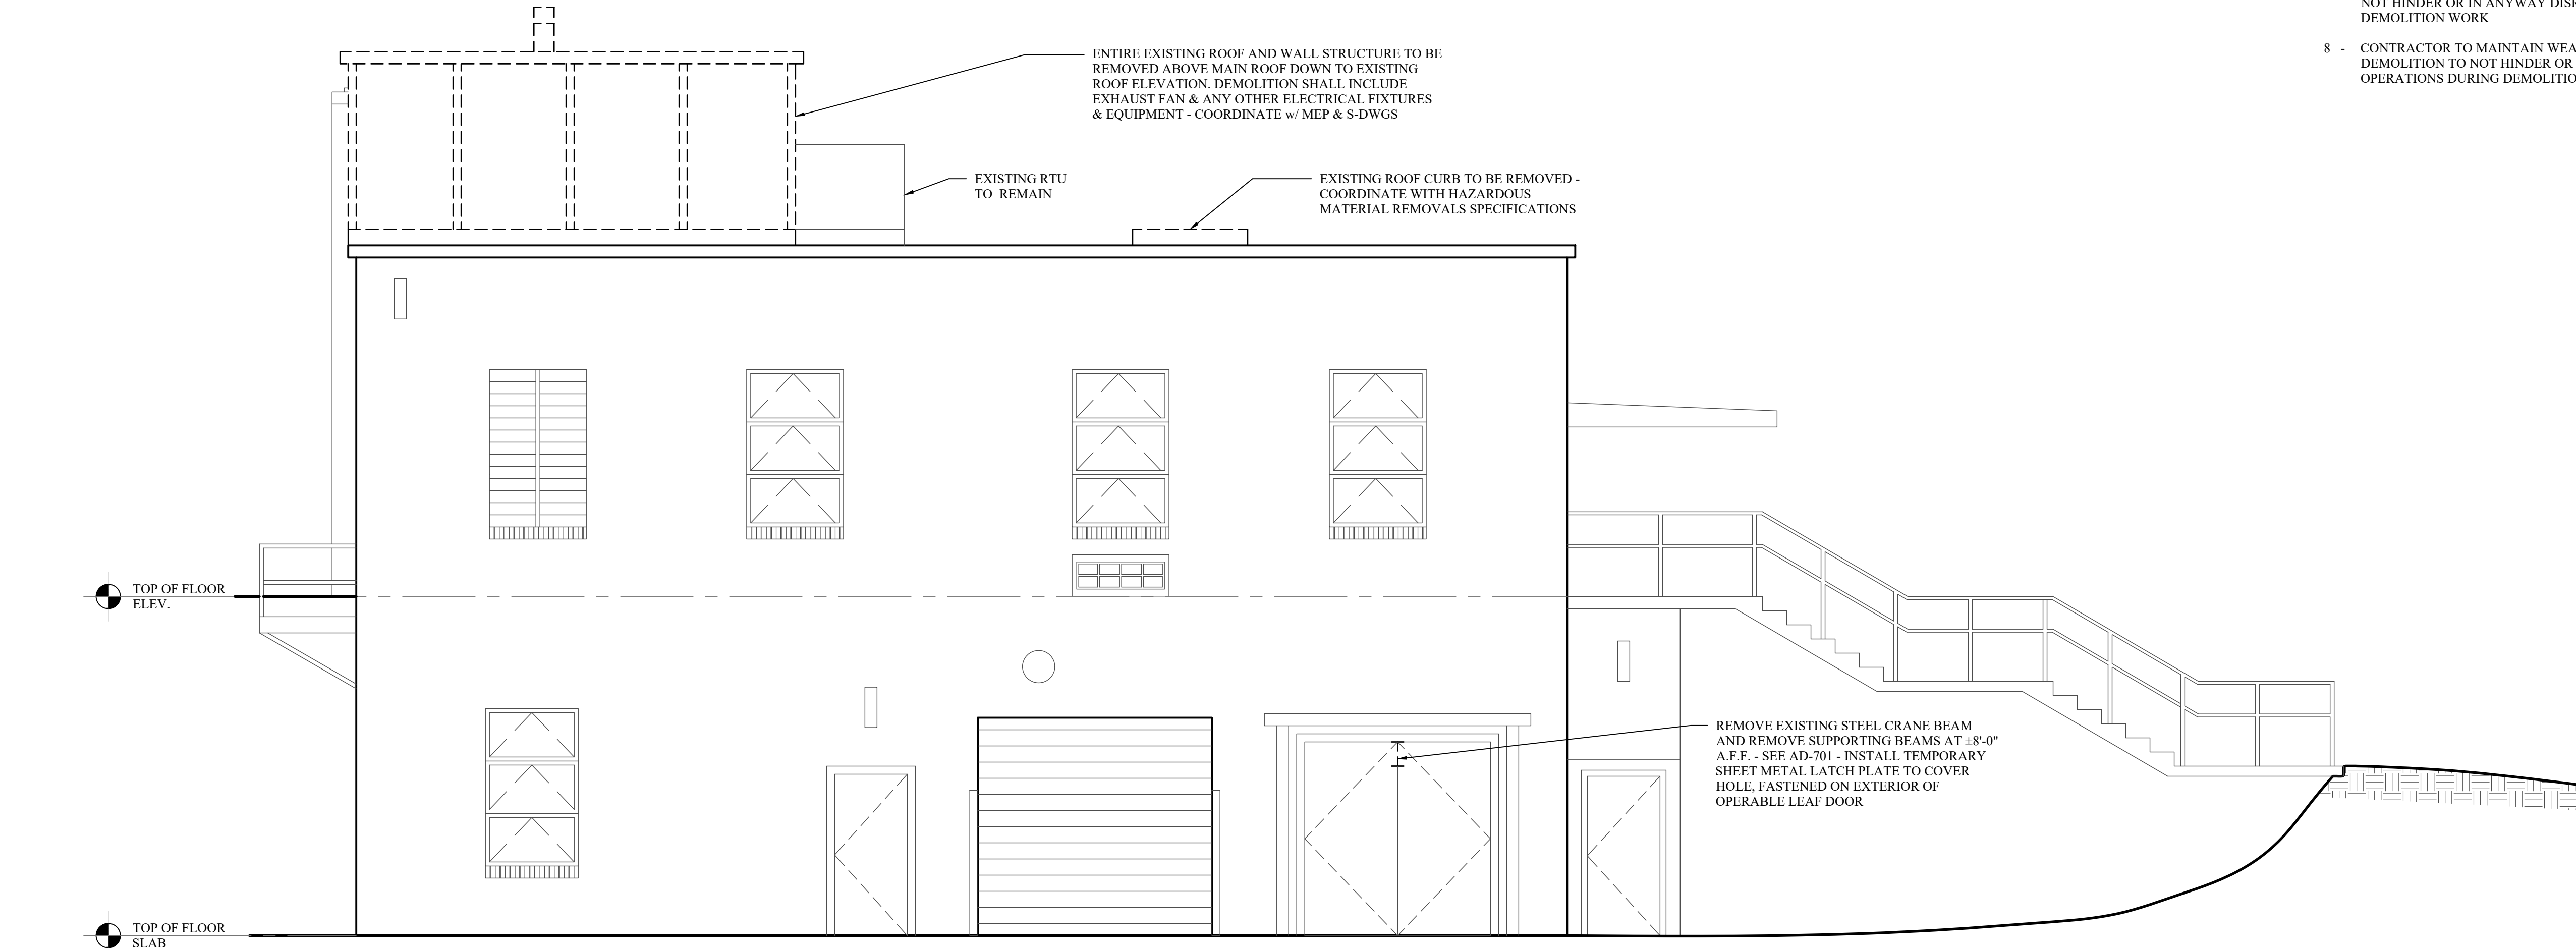 NOT HINDER OR IN ANYWAY
DEMOLITION WORK
8 - CONTRACTOR TO MAINTAIN
DEMOLITION TO NOT HINDER OR
OPERATIONS DURING
ENTIRE EXISTING ROOF AND WALL STRUCTURE TO BE
REMOVED ABOVE MAIN ROOF DOWN TO EXISTING
ROOF ELEVATION. DEMOLITION SHALL INCLUDE
EXHAUST FAN & ANY OTHER ELECTRICAL FIXTURES
& EQUIPMENT - COORDINATE w/ MEP & S-DWGS
EXISTING RTU
TO REMAIN
EXISTING ROOF CURB TO BE REMOVED -
COORDINATE WITH HAZARDOUS
MATERIAL REMOVALS SPECIFICATIONS
TOP OF FLOOR
ELEV.
REMOVE EXISTING STEEL CRANE BEAM
AND REMOVE SUPPORTING BEAMS AT ±8'-0"
A.F.F. - SEE AD-701 - INSTALL TEMPORARY
SHEET METAL LATCH PLATE TO COVER
HOLE, FASTENED ON EXTERIOR OF
OPERABLE LEAF DOOR
TOP OF FLOOR
SLAB